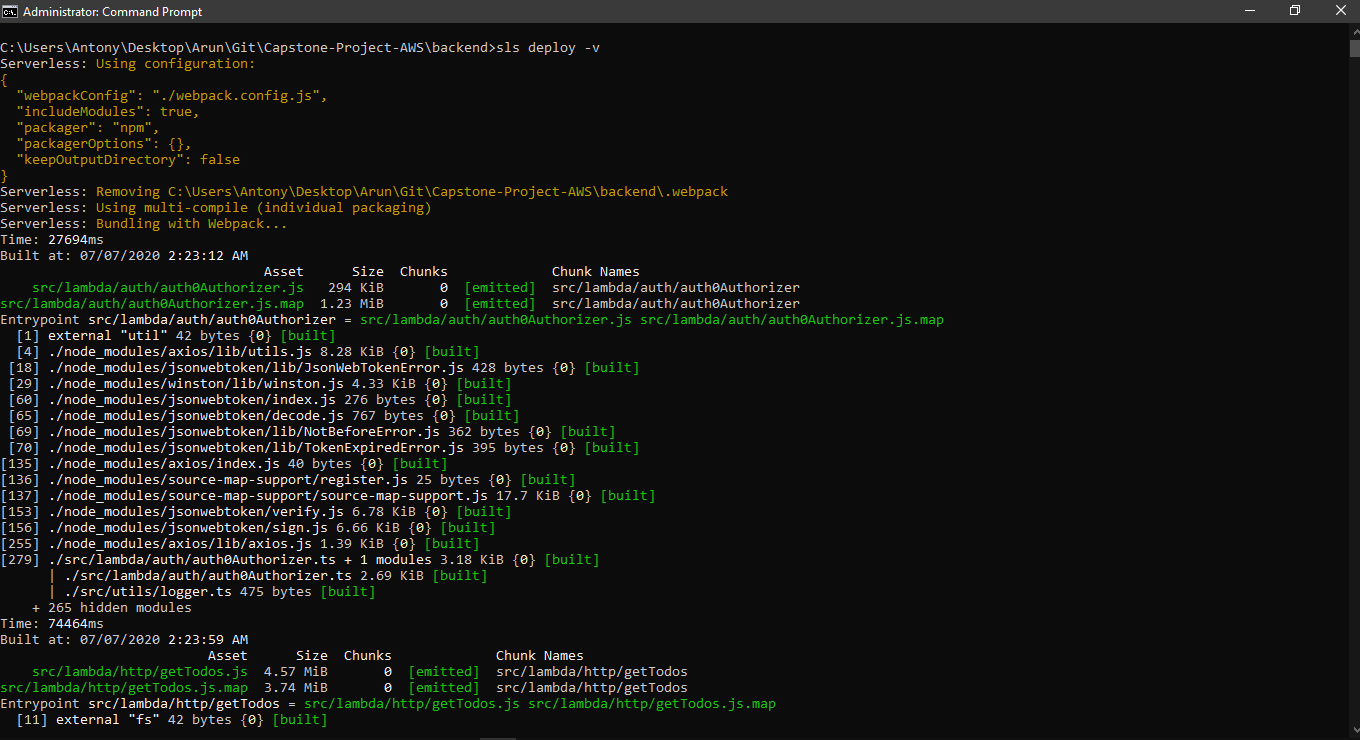 Administrator: Command Prompt
C:\Users\Antony\Desktop\Arun\Git\Capstone-Project-AWS\backend>sls deploy -v
Serverless: Using configuration:
{
  "webpackConfig": "./webpack.config.js",
  "includeModules": true,
  "packager": "npm",
  "packagerOptions": {},
  "keepOutputDirectory": false
}
Serverless: Removing C:\Users\Antony\Desktop\Arun\Git\Capstone-Project-AWS\backend\.webpack
Serverless: Using multi-compile (individual packaging)
Serverless: Bundling with Webpack...
Time: 27694ms
Built at: 07/07/2020 2:23:12 AM
                                 Asset      Size  Chunks             Chunk Names
    src/lambda/auth/auth0Authorizer.js   294 KiB       0  [emitted]  src/lambda/auth/auth0Authorizer
src/lambda/auth/auth0Authorizer.js.map  1.23 MiB       0  [emitted]  src/lambda/auth/auth0Authorizer
Entrypoint src/lambda/auth/auth0Authorizer = src/lambda/auth/auth0Authorizer.js src/lambda/auth/auth0Authorizer.js.map
  [1] external "util" 42 bytes {0} [built]
  [4] ./node_modules/axios/lib/utils.js 8.28 KiB {0} [built]
 [18] ./node_modules/jsonwebtoken/lib/JsonWebTokenError.js 428 bytes {0} [built]
 [29] ./node_modules/winston/lib/winston.js 4.33 KiB {0} [built]
 [60] ./node_modules/jsonwebtoken/index.js 276 bytes {0} [built]
 [65] ./node_modules/jsonwebtoken/decode.js 767 bytes {0} [built]
 [69] ./node_modules/jsonwebtoken/lib/NotBeforeError.js 362 bytes {0} [built]
 [70] ./node_modules/jsonwebtoken/lib/TokenExpiredError.js 395 bytes {0} [built]
[135] ./node_modules/axios/index.js 40 bytes {0} [built]
[136] ./node_modules/source-map-support/register.js 25 bytes {0} [built]
[137] ./node_modules/source-map-support/source-map-support.js 17.7 KiB {0} [built]
[153] ./node_modules/jsonwebtoken/verify.js 6.78 KiB {0} [built]
[156] ./node_modules/jsonwebtoken/sign.js 6.66 KiB {0} [built]
[255] ./node_modules/axios/lib/axios.js 1.39 KiB {0} [built]
[279] ./src/lambda/auth/auth0Authorizer.ts + 1 modules 3.18 KiB {0} [built]
      | ./src/lambda/auth/auth0Authorizer.ts 2.69 KiB [built]
      | ./src/utils/logger.ts 475 bytes [built]
    + 265 hidden modules
Time: 74464ms
Built at: 07/07/2020 2:23:59 AM
                          Asset      Size  Chunks             Chunk Names
    src/lambda/http/getTodos.js  4.57 MiB       0  [emitted]  src/lambda/http/getTodos
src/lambda/http/getTodos.js.map  3.74 MiB       0  [emitted]  src/lambda/http/getTodos
Entrypoint src/lambda/http/getTodos = src/lambda/http/getTodos.js src/lambda/http/getTodos.js.map
  [11] external "fs" 42 bytes {0} [built]